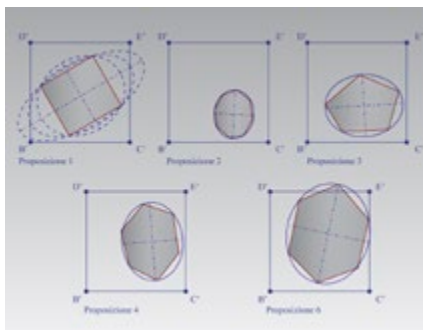 D' E'
B' C'
Proposizione 1
D' E'
B' C'
Proposizione 2
D' E'
B' C'
Proposizione 3
D' E'
B' C'
Proposizione 4
D' E'
B' C'
Proposizione 6